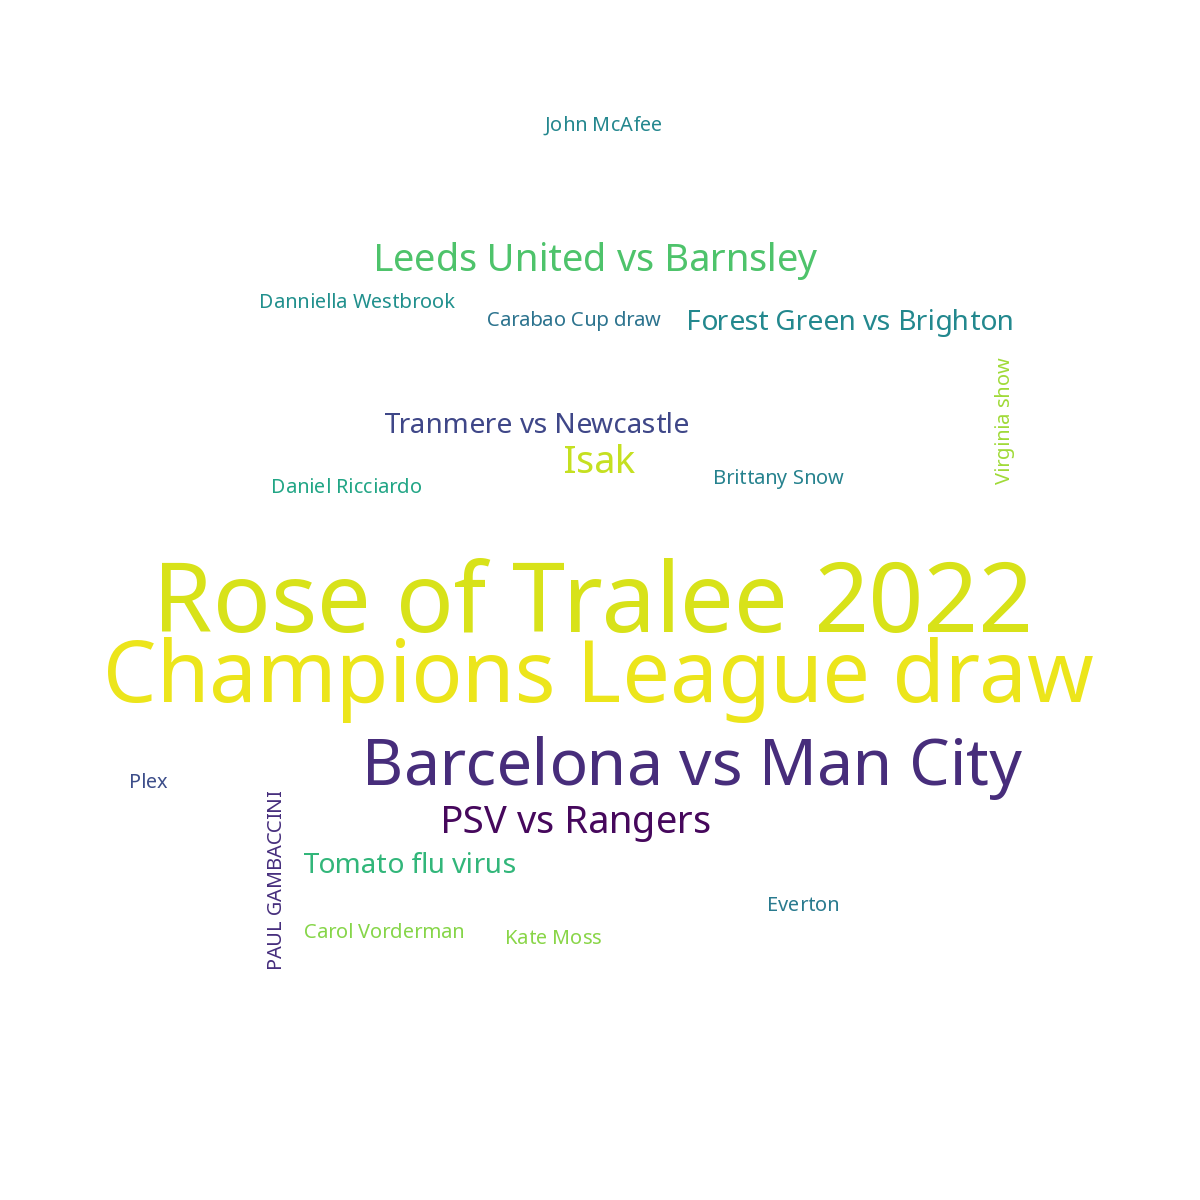 John McAfee
Leeds United vs Barnsley
Danniella Westbrook
Carabao Cup draw
Forest Green vs Brighton
Virginia show
Tranmere vs Newcastle
Isak
Brittany Snow
Daniel Ricciardo
Rose of Tralee 2022
Champions League draw
Barcelona vs Man City
Plex
PAUL GAMBACCINI
PSV vs Rangers
Tomato flu virus
Everton
Carol Vorderman
Kate Moss